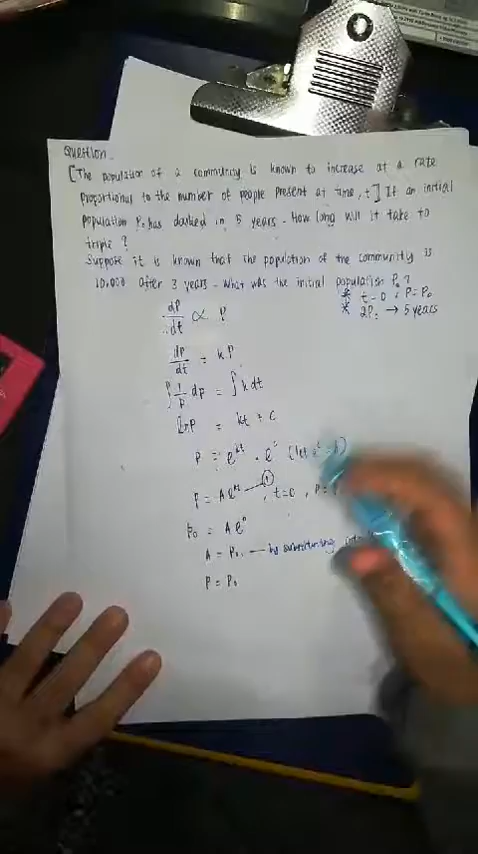 Question.
[The population of a community is known to increase at a rate
proportional to the number of people present at time, t] If an initial
population P₀ has doubled in 5 years. How long will it take to
triple ?
Suppose it is known that the population of the community is
10,000 after 3 years. What was the initial population P₀ ?
* t = 0 , P = P₀
* 2P₀ → 5 years
dP/dt ∝ P
dP/dt = kP
∫ 1/P dp = ∫ k dt
ln P = kt + c
P = e^kt . e^c (let e^c = A)
P = A e^kt — ① , t = 0 , P =
P₀ = A e^0
A = P₀ — by substituting
P = P₀